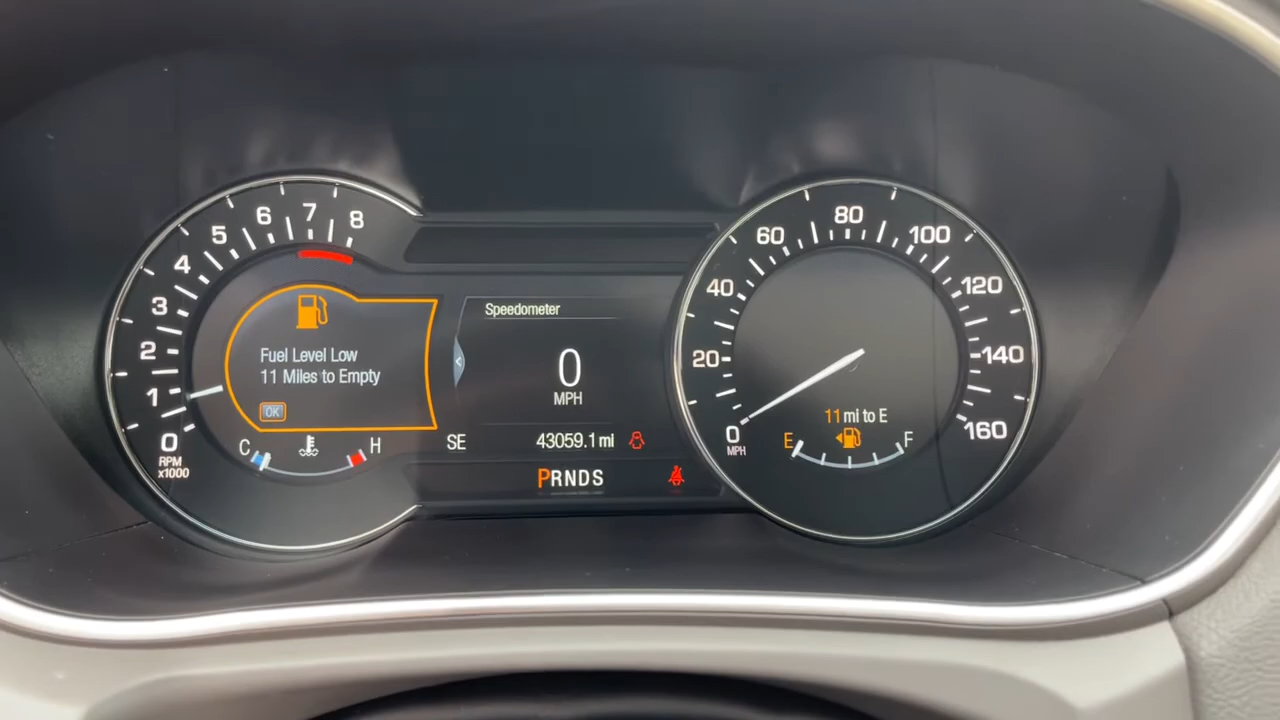 0
1
2
3
4
5
6
7
8
RPM
x1000
Fuel Level Low
11 Miles to Empty
OK
C
H
Speedometer
<
0
MPH
SE
43059.1 mi
PRNDS
0
MPH
20
40
60
80
100
120
140
160
11 mi to E
E
F